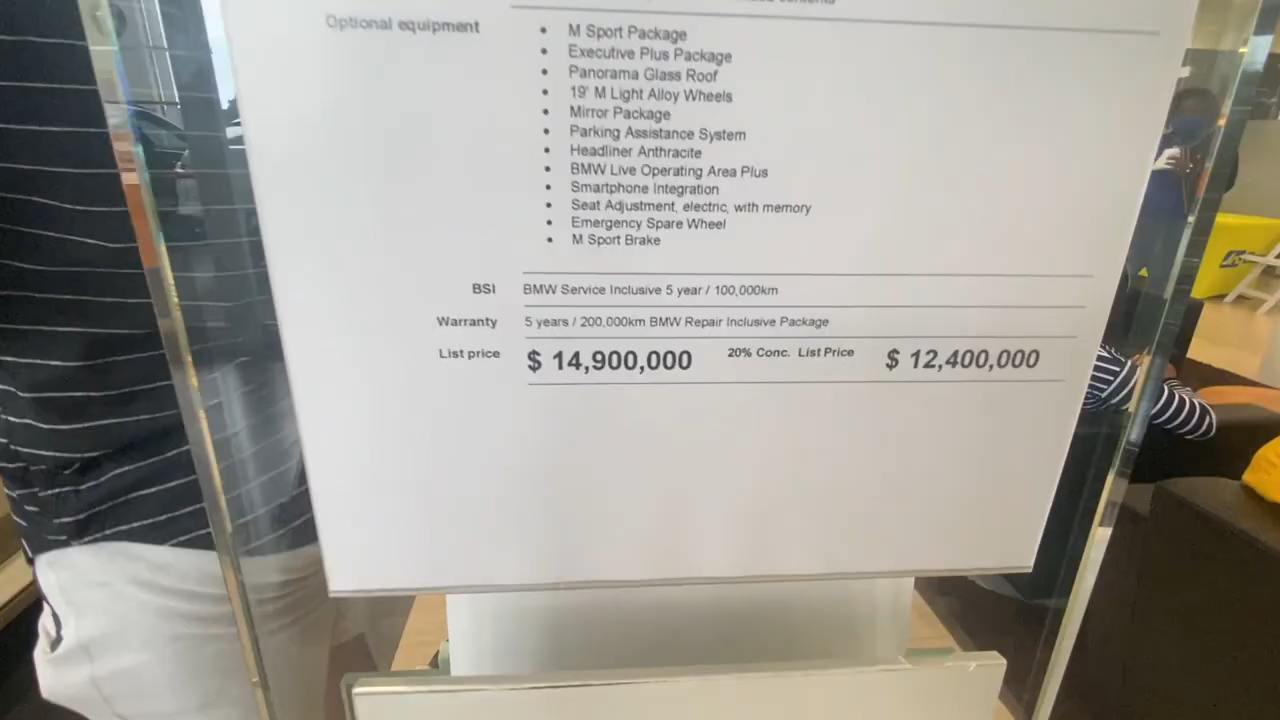 Optional equipment
• M Sport Package
• Executive Plus Package
• Panorama Glass Roof
• 19' M Light Alloy Wheels
• Mirror Package
• Parking Assistance System
• Headliner Anthracite
• BMW Live Operating Area Plus
• Smartphone Integration
• Seat Adjustment, electric, with memory
• Emergency Spare Wheel
• M Sport Brake
BSI BMW Service Inclusive 5 year / 100,000km
Warranty 5 years / 200,000km BMW Repair Inclusive Package
List price $ 14,900,000 20% Conc. List Price $ 12,400,000